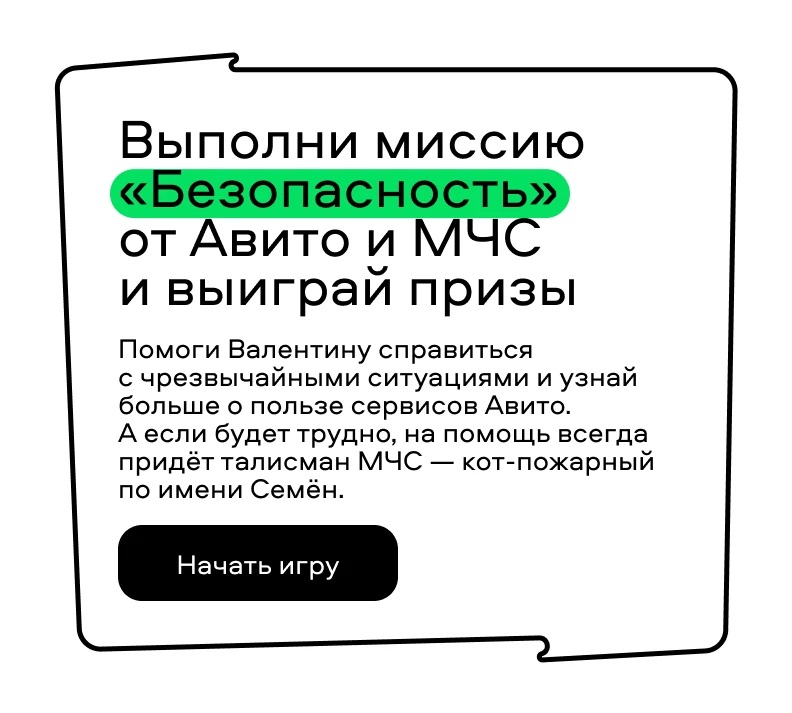 Выполни миссию
«Безопасность»
от Авито и МЧС
и выиграй призы
Помоги Валентину справиться
с чрезвычайными ситуациями и узнай
больше о пользе сервисов Авито.
А если будет трудно, на помощь всегда
придёт талисман МЧС — кот-пожарный
по имени Семён.
Начать игру